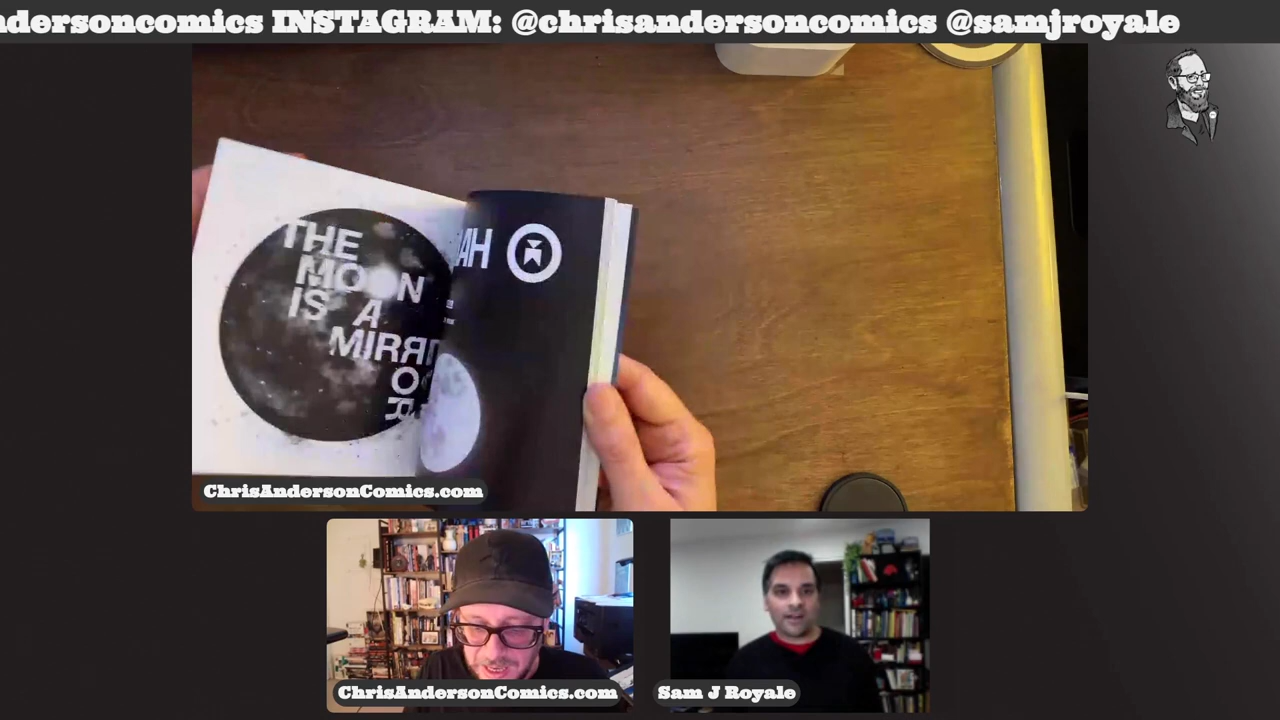 ndersoncomics INSTAGRAM: @chrisandersoncomics @samjroyale
THE
MOON
IS A
MIRR
OR
AH
ChrisAndersonComics.com
ChrisAndersonComics.com
Sam J Royale